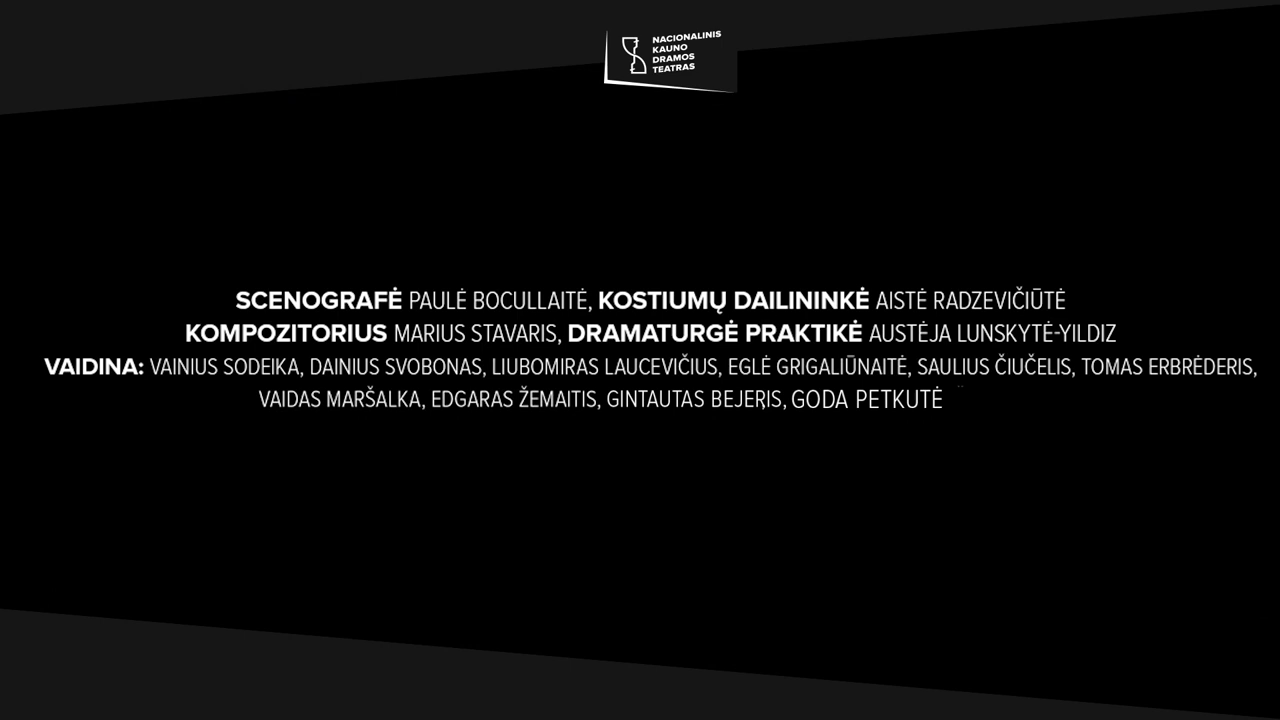 NACIONALINIS
KAUNO
DRAMOS
TEATRAS
SCENOGRAFĖ PAULĖ BOCULLAITĖ, KOSTIUMŲ DAILININKĖ AISTĖ RADZEVIČIŪTĖ
KOMPOZITORIUS MARIUS STAVARIS, DRAMATURGĖ PRAKTIKĖ AUSTĖJA LUNSKYTĖ-YILDIZ
VAIDINA: VAINIUS SODEIKA, DAINIUS SVOBONAS, LIUBOMIRAS LAUCEVIČIUS, EGLĖ GRIGALIŪNAITĖ, SAULIUS ČIUČELIS, TOMAS ERBRĖDERIS,
VAIDAS MARŠALKA, EDGARAS ŽEMAITIS, GINTAUTAS BEJERIS, GODA PETKUTĖ